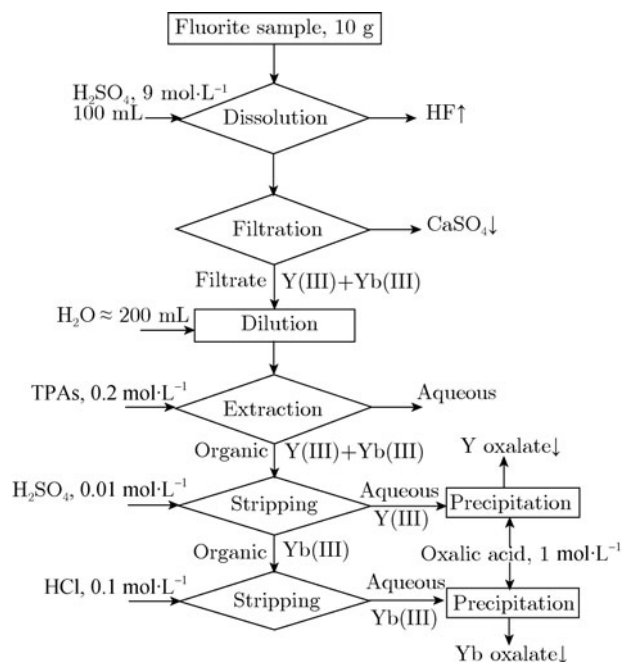 Fluorite sample, 10 g
H₂SO₄, 9 mol·L⁻¹
100 mL
Dissolution
HF↑
Filtration
CaSO₄↓
Filtrate Y(III)+Yb(III)
H₂O≈200 mL
Dilution
TPAs, 0.2 mol·L⁻¹
Extraction
Aqueous
Organic Y(III)+Yb(III)
Y oxalate↓
H₂SO₄, 0.01 mol·L⁻¹
Stripping
Aqueous
Y(III)
Precipitation
Organic Yb(III)
Oxalic acid, 1 mol·L⁻¹
HCl, 0.1 mol·L⁻¹
Stripping
Aqueous
Yb(III)
Precipitation
Yb oxalate↓